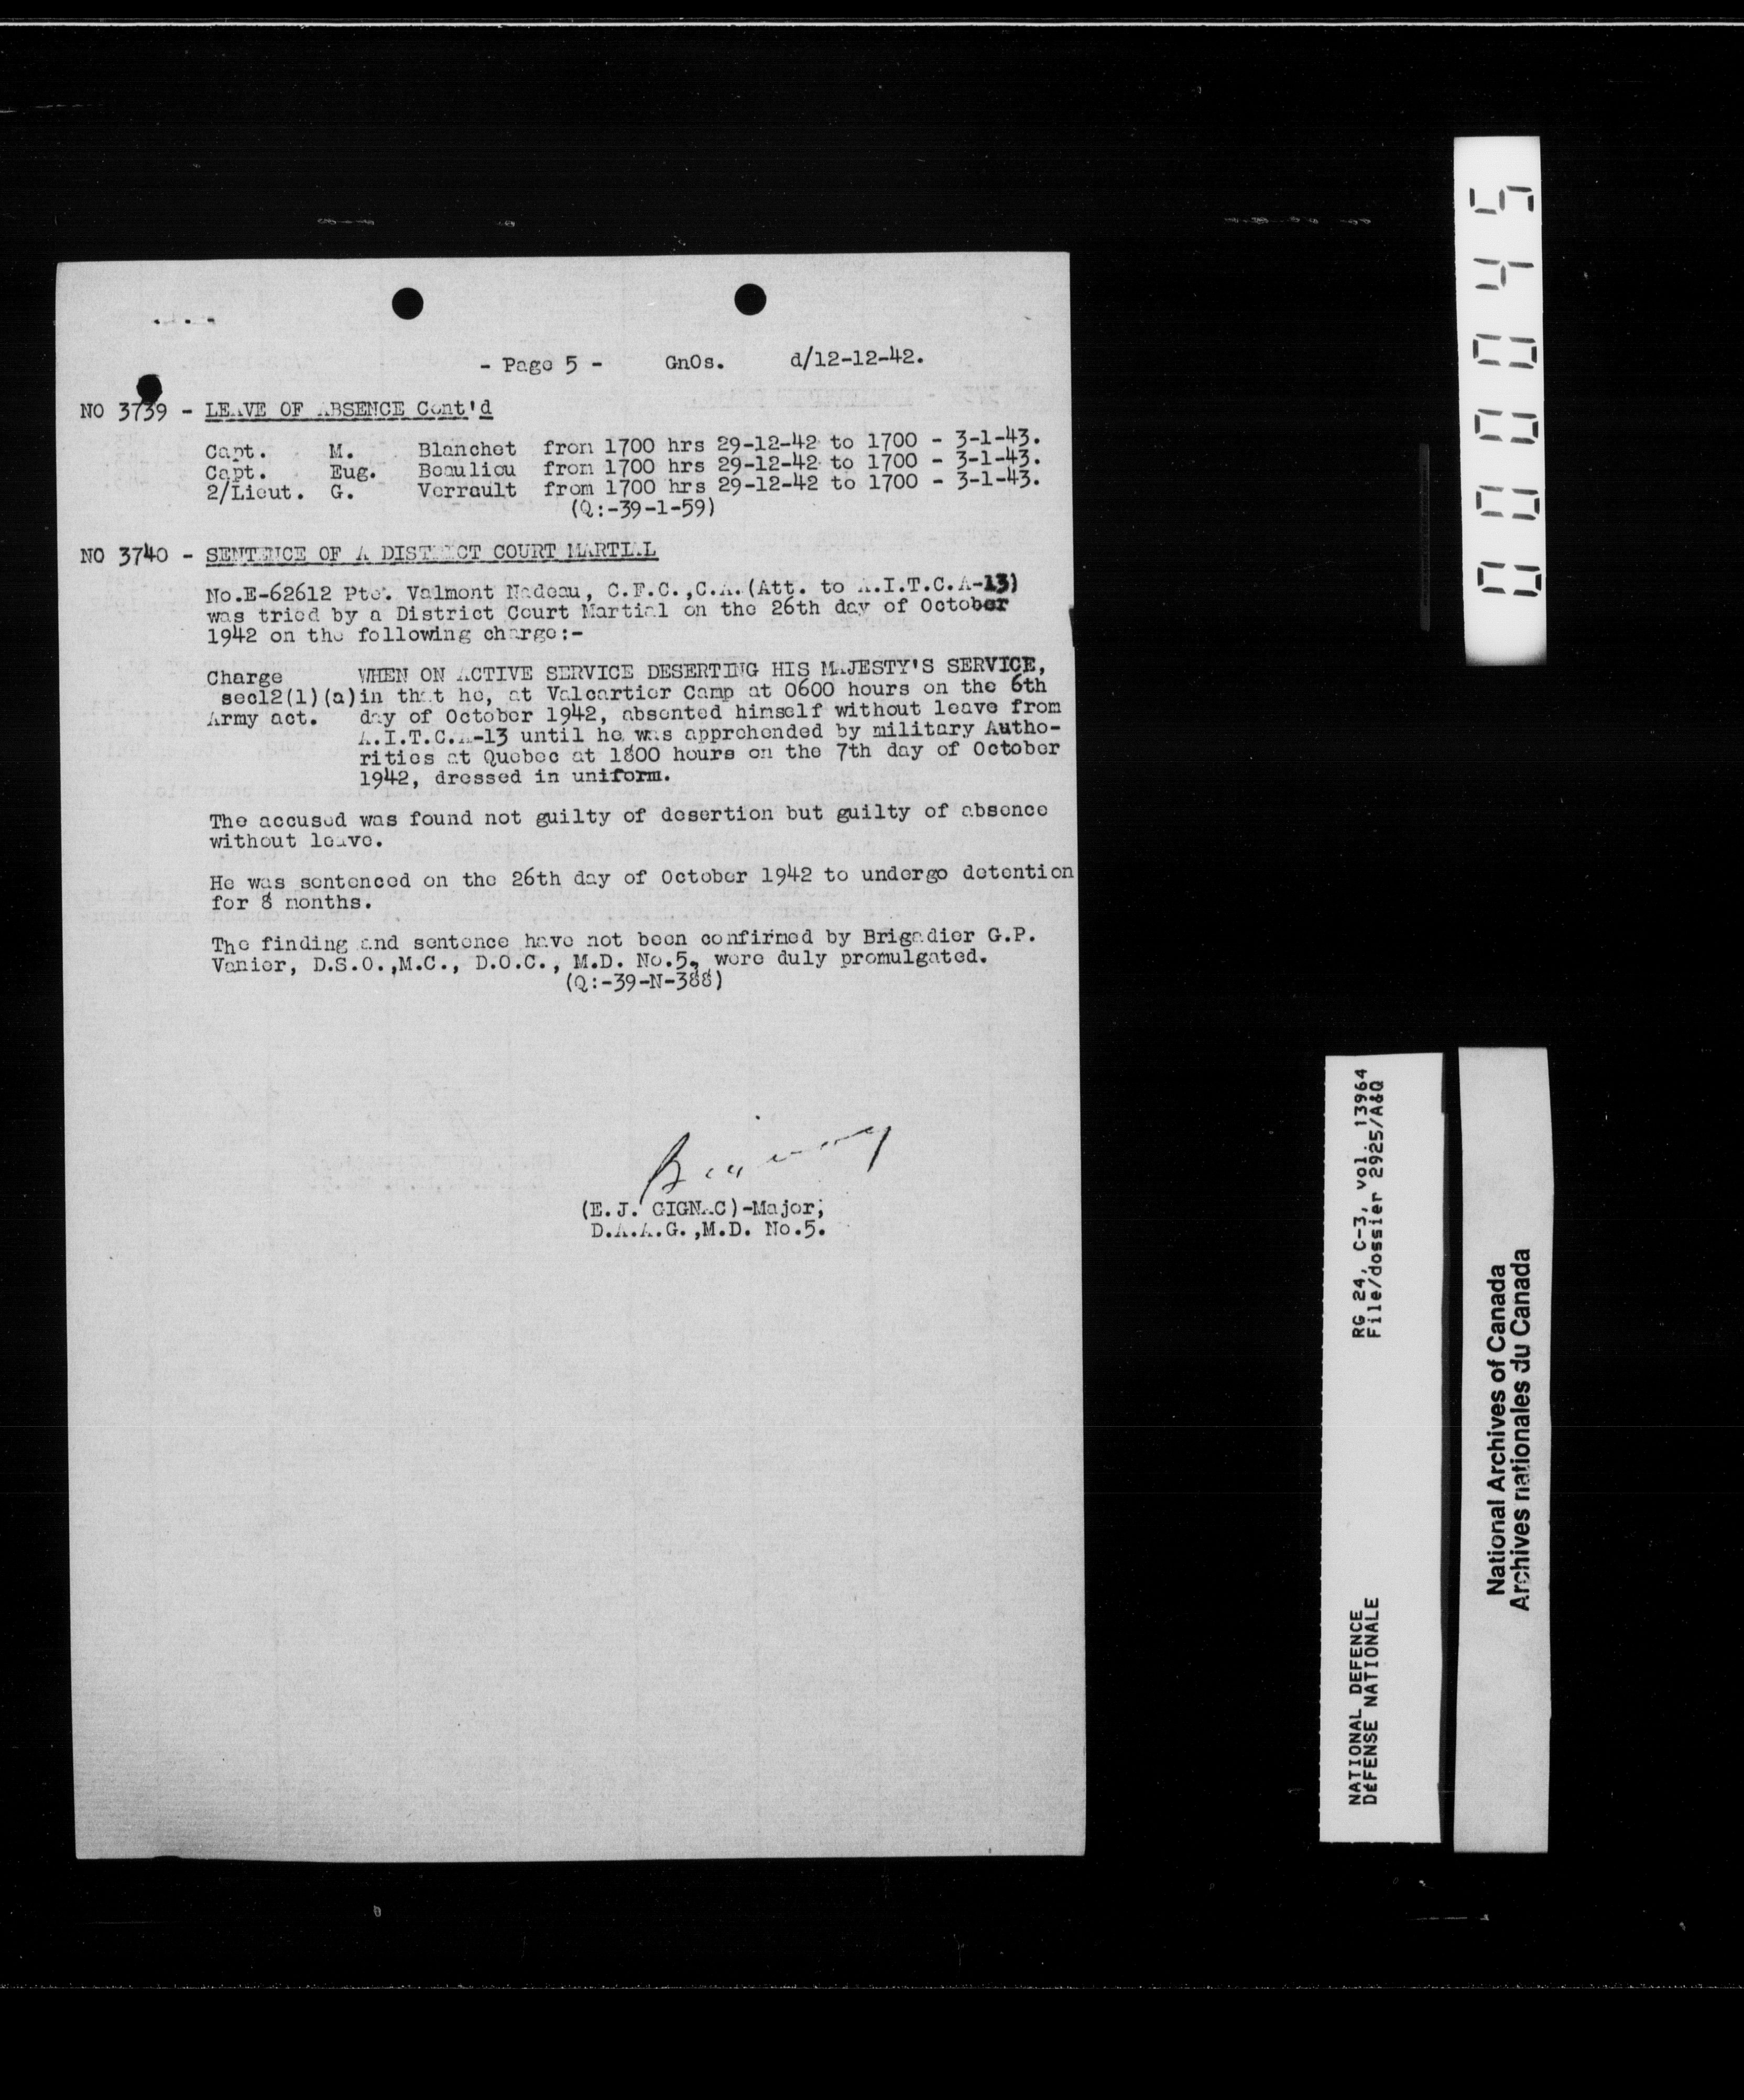 - Page 5 - GnOs. d/12-12-42.
NO 3739 - LEAVE OF ABSENCE Cont'd
Capt. M. Blanchet from 1700 hrs 29-12-42 to 1700 - 3-1-43.
Capt. Eug. Beaulieu from 1700 hrs 29-12-42 to 1700 - 3-1-43.
2/Lieut. G. Verrault from 1700 hrs 29-12-42 to 1700 - 3-1-43.
(Q:-39-1-59)
NO 3740 - SENTENCE OF A DISTRICT COURT MARTIAL
No.E-62612 Pte. Valmont Nadeau, C.F.C.,C.A.(Att. to A.I.T.C.A-13)
was tried by a District Court Martial on the 26th day of October
1942 on the following charge:-
Charge WHEN ON ACTIVE SERVICE DESERTING HIS MAJESTY'S SERVICE,
sec12(1)(a)in that he, at Valcartier Camp at 0600 hours on the 6th
Army act. day of October 1942, absented himself without leave from
A.I.T.C.A-13 until he was apprehended by military Autho-
rities at Quebec at 1800 hours on the 7th day of October
1942, dressed in uniform.
The accused was found not guilty of desertion but guilty of absence
without leave.
He was sentenced on the 26th day of October 1942 to undergo detention
for 8 months.
The finding and sentence have not been confirmed by Brigadier G.P.
Vanier, D.S.O.,M.C., D.O.C., M.D. No.5, were duly promulgated.
(Q:-39-N-388)
(E.J. GIGNAC)-Major,
D.A.A.G.,M.D. No.5.
000045
RG 24, C-3, vol. 13964
File/dossier 2925/A&Q
NATIONAL DEFENCE
DÉFENSE NATIONALE
National Archives of Canada
Archives nationales du Canada